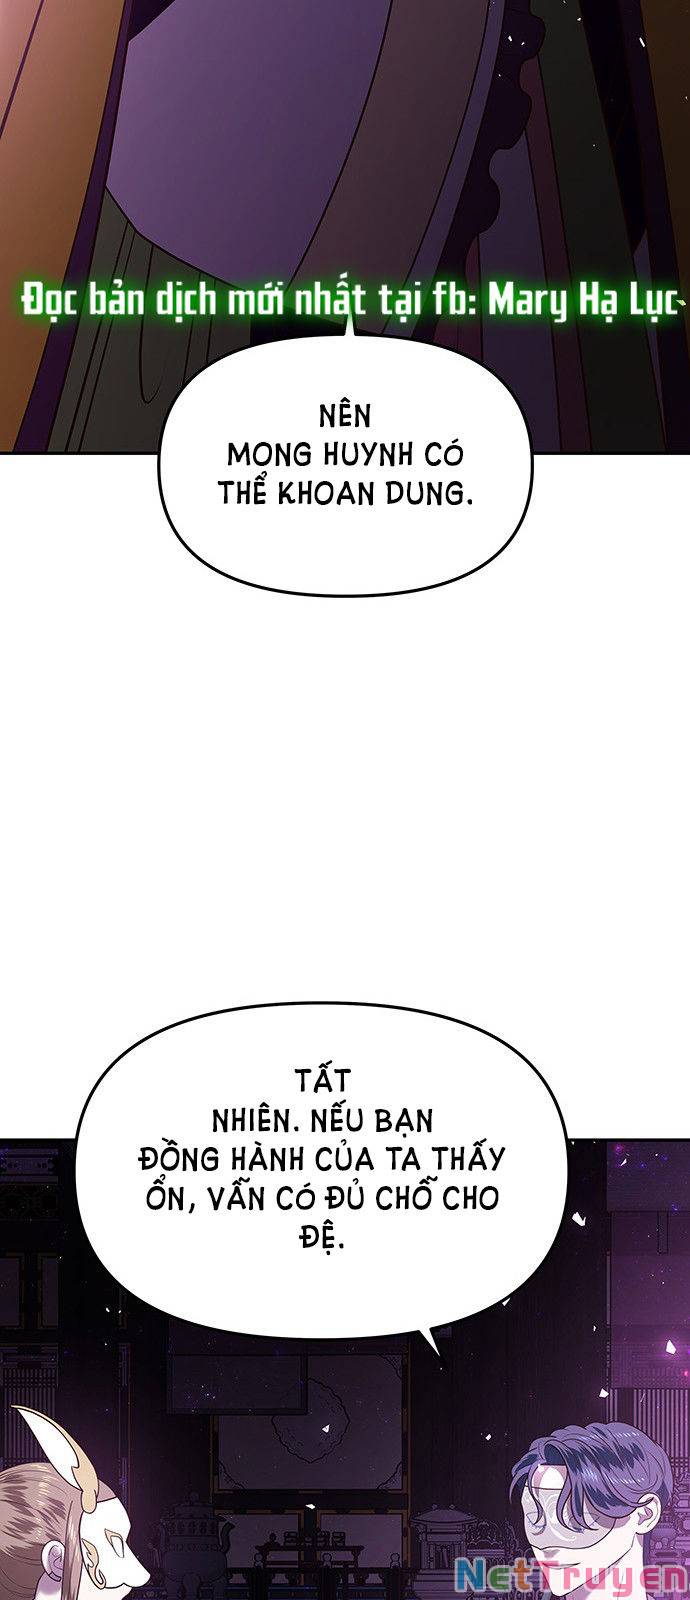 Đọc bản dịch mới nhất tại fb: Mary Hạ Lục
NÊN
MONG HUYNH CÓ
THỂ KHOAN DUNG.
TẤT
NHIÊN. NẾU BẠN
ĐỒNG HÀNH CỦA TA THẤY
ỔN, VẪN CÓ ĐỦ CHỖ CHO
ĐỆ.
NetTruyen